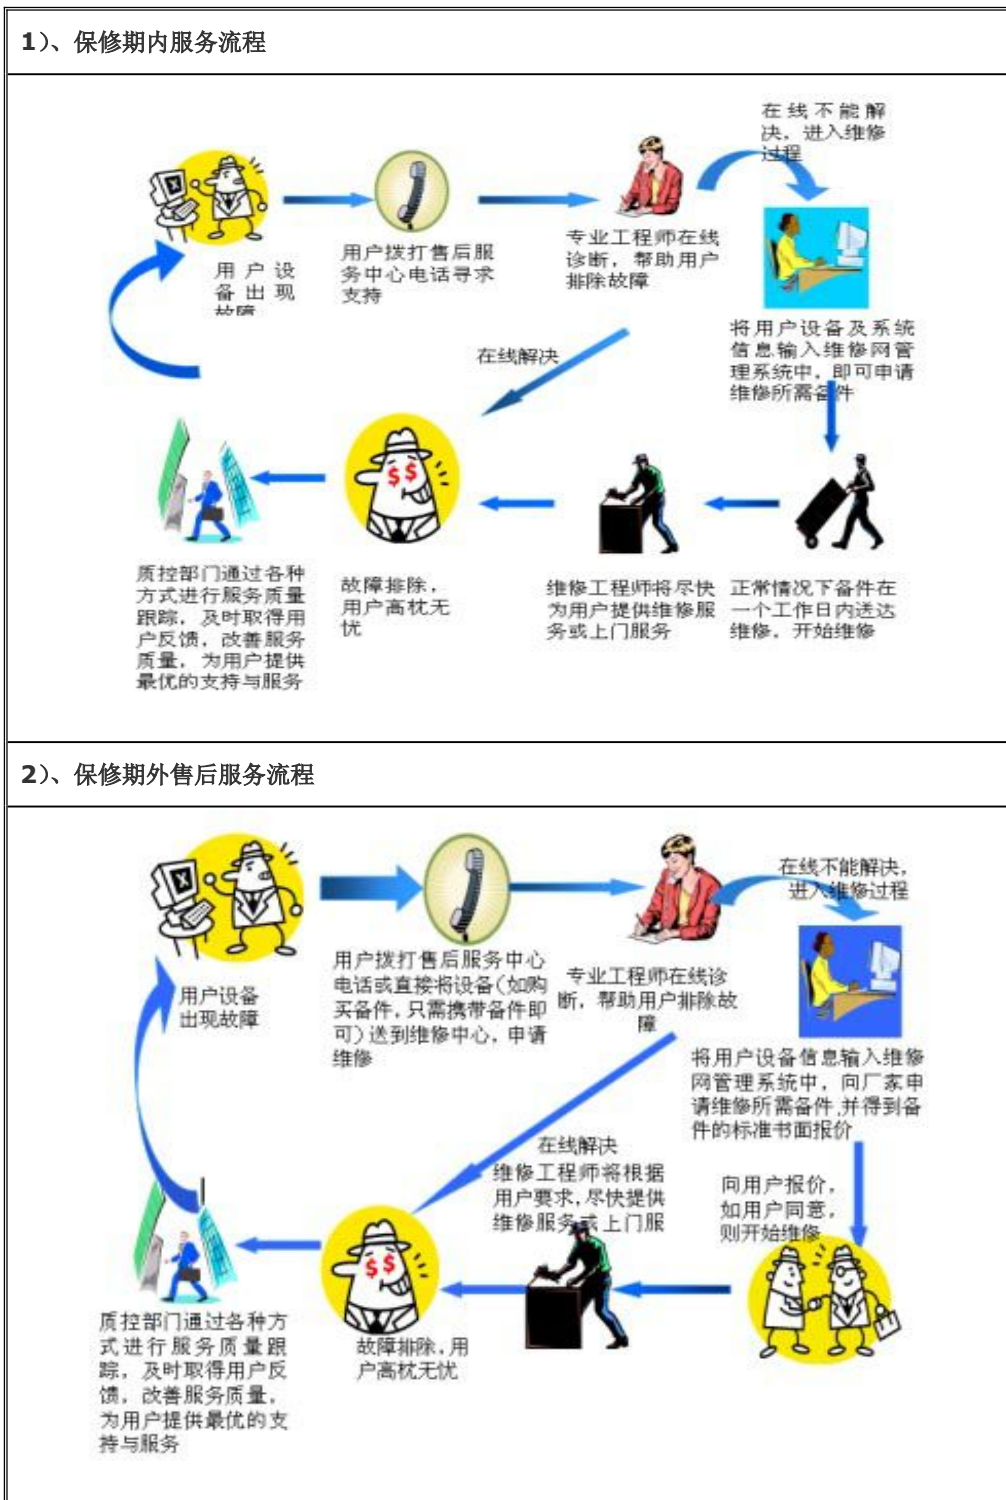 1)、保修期内服务流程
在线不能解
决，进入维修
过程
用户设
备出现
故障
用户拨打售后服
务中心电话寻求
支持
专业工程师在线
诊断，帮助用户
排除故障
将用户设备及系统
信息输入维修网管
理系统中，即可申请
维修所需备件
在线解决
质控部门通过各种
方式进行服务质量
跟踪，及时取得用
户反馈，改善服务
质量，为用户提供
最优的支持与服务
故障排除，
用户高枕无
忧
维修工程师将尽快
为用户提供维修服
务或上门服务
正常情况下备件在
一个工作日内送达
维修，开始维修
2)、保修期外售后服务流程
在线不能解决，
进入维修过程
用户设备
出现故障
用户拨打售后服务中心
电话或直接将设备(如购
买备件，只需携带备件即
可)送到维修中心，申请
维修
专业工程师在线诊
断，帮助用户排除故
障
将用户设备信息输入维修
网管理系统中，向厂家申
请维修所需备件,并得到备
件的标准书面报价
在线解决
维修工程师将根据
用户要求,尽快提供
维修服务或上门服
向用户报价，
如用户同意，
则开始维修
故障排除，用
户高枕无忧
质控部门通过各种方
式进行服务质量跟
踪，及时取得用户反
馈，改善服务质量，
为用户提供最优的支
持与服务